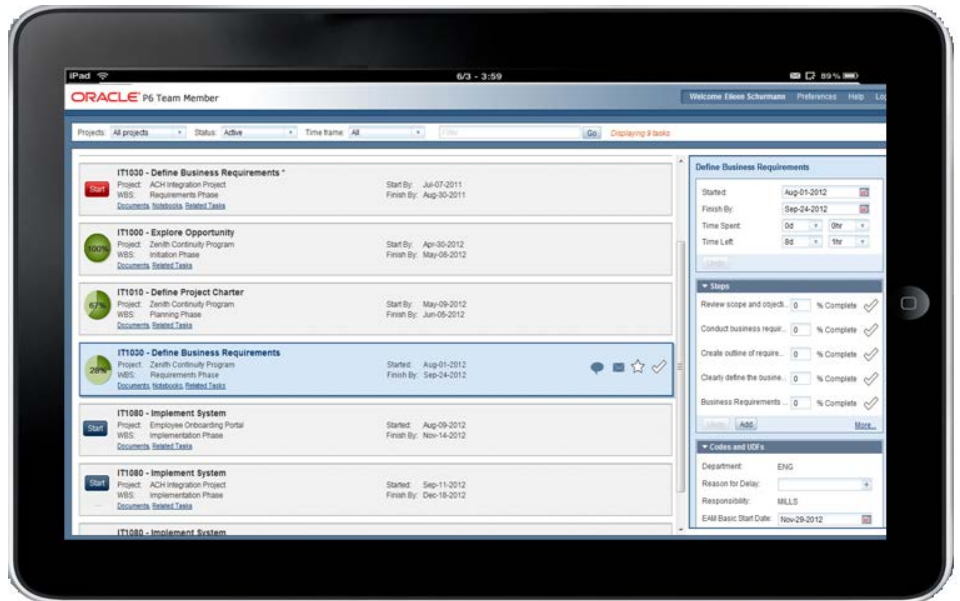 iPad 6/3 - 3:59 89%
ORACLE P6 Team Member
Welcome Eileen Schurmann Preferences Help Lo
Projects: All projects Status: Active Time frame: All Filter Go Displaying 9 tasks
IT1030 - Define Business Requirements *
Start
Project: ACH Integration Project Start By: Jul-07-2011
WBS: Requirements Phase Finish By: Aug-30-2011
Documents, Notebooks, Related Tasks
IT1000 - Explore Opportunity
100%
Project: Zenith Continuity Program Start By: Apr-30-2012
WBS: Initiation Phase Finish By: May-08-2012
Documents, Related Tasks
IT1010 - Define Project Charter
67%
Project: Zenith Continuity Program Start By: May-09-2012
WBS: Planning Phase Finish By: Jun-05-2012
Documents, Related Tasks
IT1030 - Define Business Requirements
28%
Project: Zenith Continuity Program Started: Aug-01-2012
WBS: Requirements Phase Finish By: Sep-24-2012
Documents, Notebooks, Related Tasks
IT1080 - Implement System
Start
Project: Employee Onboarding Portal Started: Aug-09-2012
WBS: Implementation Phase Finish By: Nov-14-2012
Documents, Related Tasks
IT1080 - Implement System
Start
Project: ACH Integration Project Started: Sep-11-2012
WBS: Implementation Phase Finish By: Dec-18-2012
Documents, Related Tasks
IT1080 - Implement System
Define Business Requirements
Started: Aug-01-2012
Finish By: Sep-24-2012
Time Spent: 0d 0hr
Time Left: 8d 1hr
Undo
Steps
Review scope and objecti... 0 % Complete
Conduct business requir... 0 % Complete
Create outline of require... 0 % Complete
Clearly define the busine... 0 % Complete
Business Requirements ... 0 % Complete
Undo Add More...
Codes and UDFs
Department: ENG
Reason for Delay:
Responsibility: MILLS
EAM Basic Start Date: Nov-29-2012